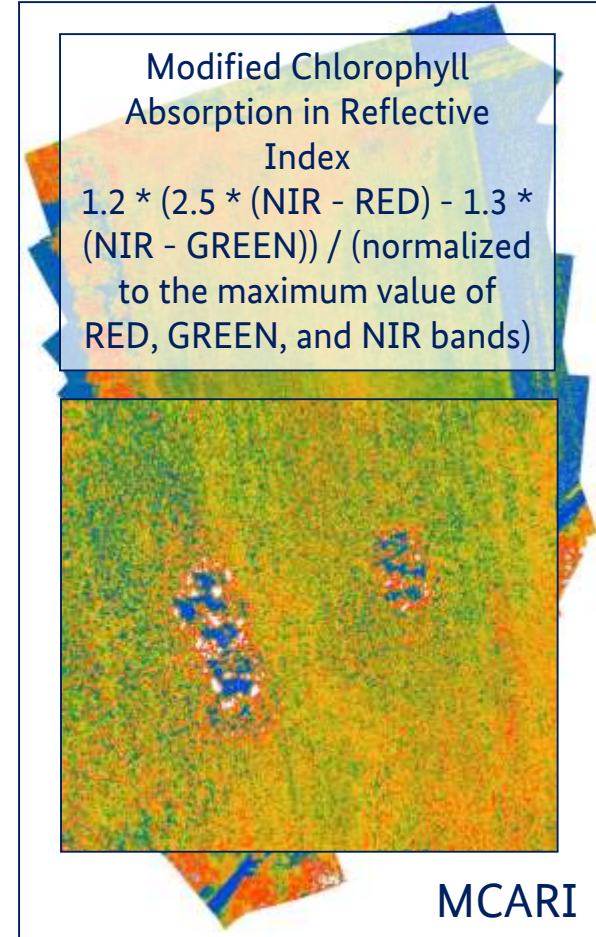 Modified Chlorophyll
Absorption in Reflective
Index
1.2 * (2.5 * (NIR - RED) - 1.3 *
(NIR - GREEN)) / (normalized
to the maximum value of
RED, GREEN, and NIR bands)
MCARI